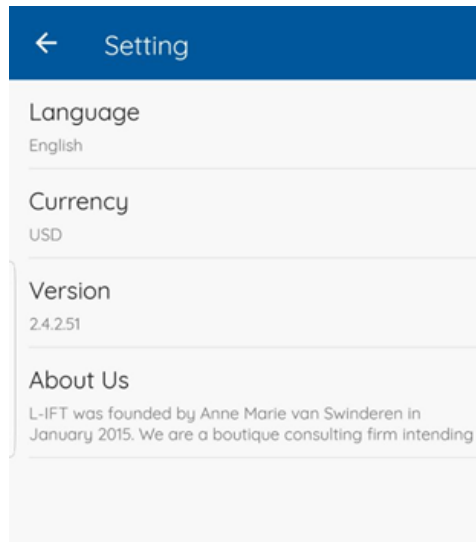 Setting
Language
English
Currency
USD
Version
2.4.2.51
About Us
L-IFT was founded by Anne Marie van Swinderen in
January 2015. We are a boutique consulting firm intending